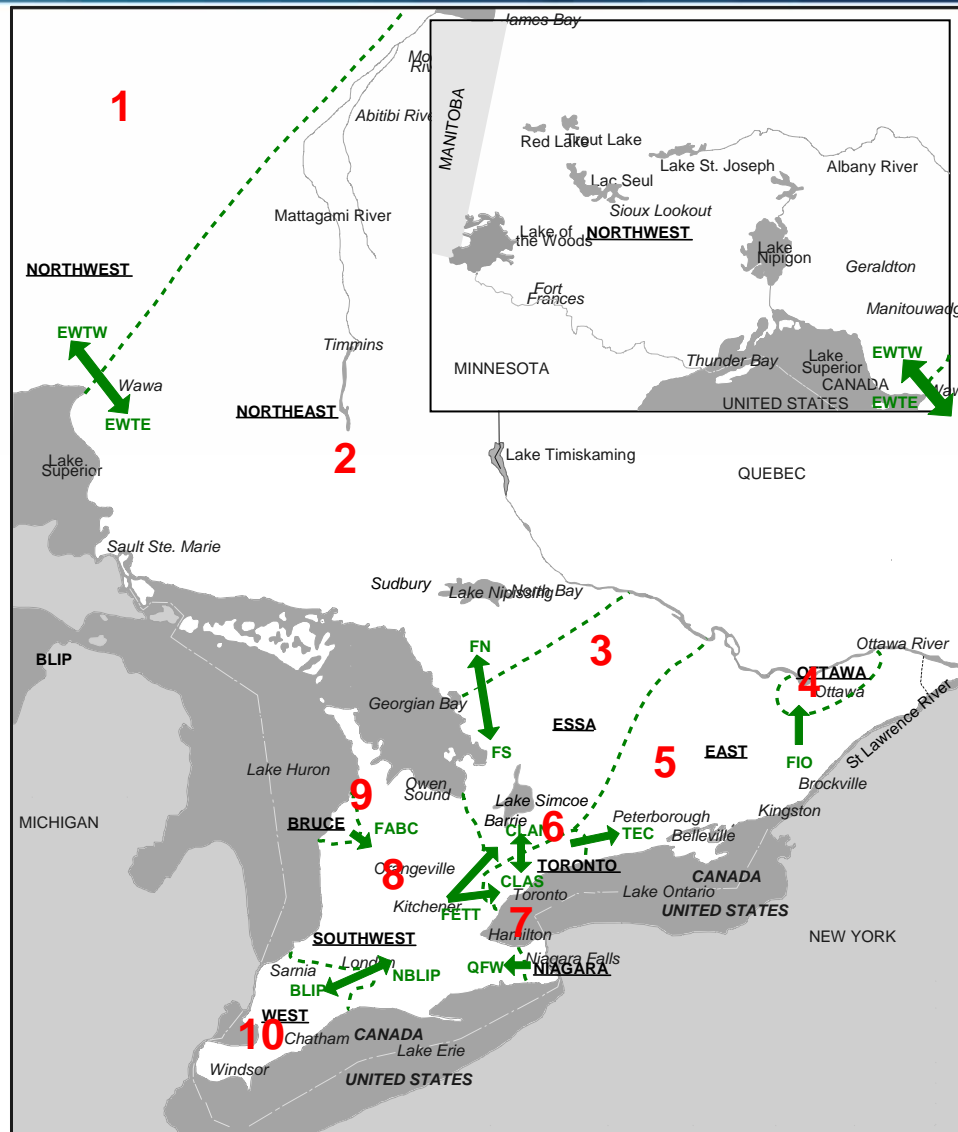 James Bay
1
Abitibi Rive
Mattagami River
NORTHWEST
EWTW
Wawa
EWTE
Timmins
NORTHEAST
2
Lake
Superior
Sault Ste. Marie
MANITOBA
Red Lake
Trout Lake
Lac Seul
Lake St. Joseph
Albany River
Sioux Lookout
Lake of
the Woods
NORTHWEST
Lake
Nipigon
Geraldton
Fort
Frances
Manitouwadg
MINNESOTA
Thunder Bay
Lake
Superior
CANADA
UNITED STATES
EWTW
Waw
EWTE
Lake Timiskaming
QUEBEC
Sudbury
Lake Nipissing
North Bay
BLIP
FN
3
Ottawa River
OTTAWA
4
Ottawa
Georgian Bay
ESSA
FS
5
EAST
FIO
St Lawrence River
Brockville
Lake Huron
Owen
Sound
9
Lake Simcoe
Kingston
MICHIGAN
BRUCE
FABC
Barrie
CLAN
6
TEC
Peterborough
Belleville
Orangeville
8
CLAS
TORONTO
Toronto
CANADA
Lake Ontario
UNITED STATES
Kitchener
FETT
7
Hamilton
NEW YORK
SOUTHWEST
London
Sarnia
NBLIP
BLIP
QFW
Niagara Falls
NIAGARA
WEST
10
Chatham
CANADA
Lake Erie
Windsor
UNITED STATES